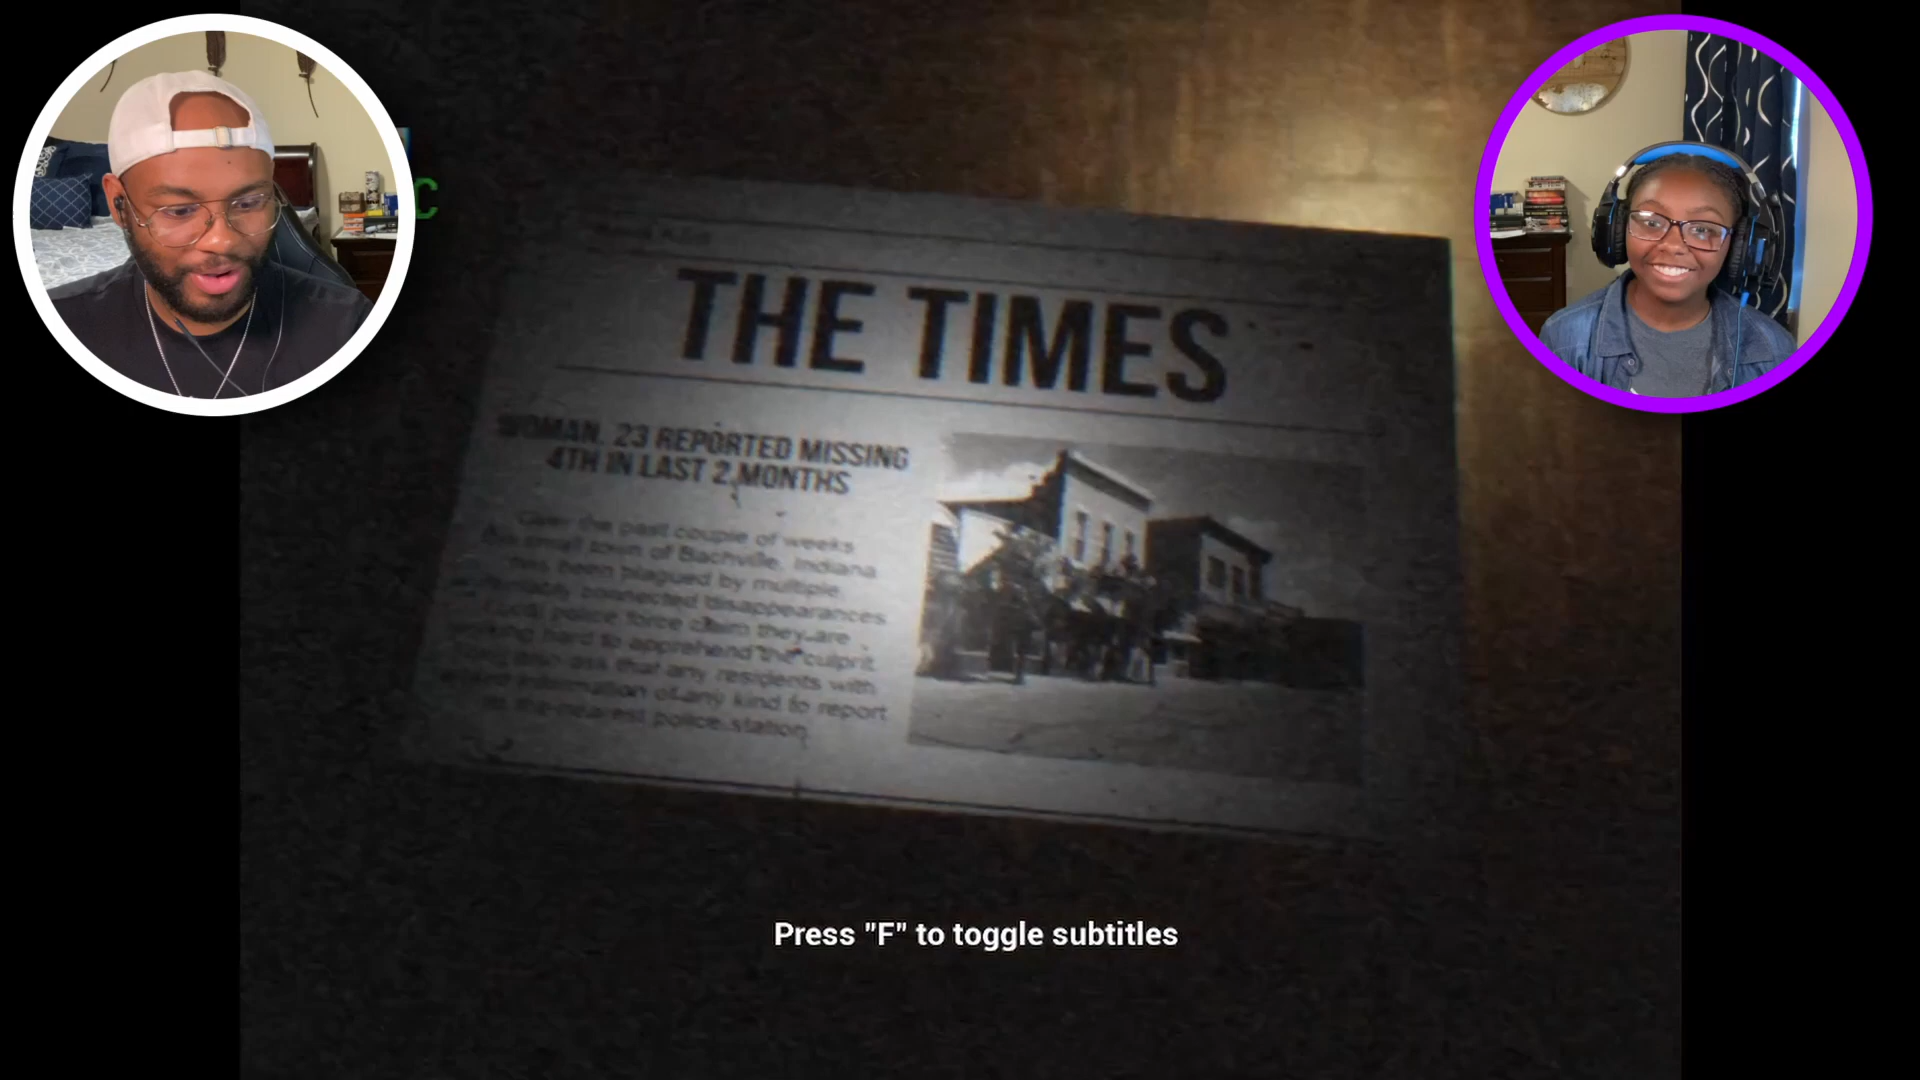 C
THE TIMES
WOMAN, 23 REPORTED MISSING
4TH IN LAST 2 MONTHS
Over the past couple of weeks
small town of Bachville, Indiana
has been plagued by multiple
connected disappearances
police force claim they are
working hard to apprehend the culprit.
ask that any residents with
information of any kind to report
the nearest police station
Press "F" to toggle subtitles